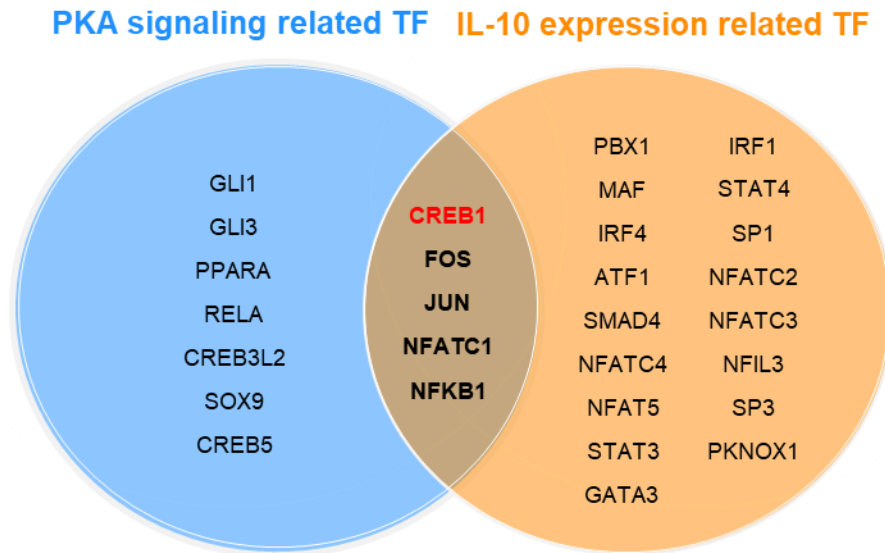 PKA signaling related TF
IL-10 expression related TF
GLI1
GLI3
PPARA
RELA
CREB3L2
SOX9
CREB5
CREB1
FOS
JUN
NFATC1
NFKB1
PBX1
MAF
IRF4
ATF1
SMAD4
NFATC4
NFAT5
STAT3
GATA3
IRF1
STAT4
SP1
NFATC2
NFATC3
NFIL3
SP3
PKNOX1